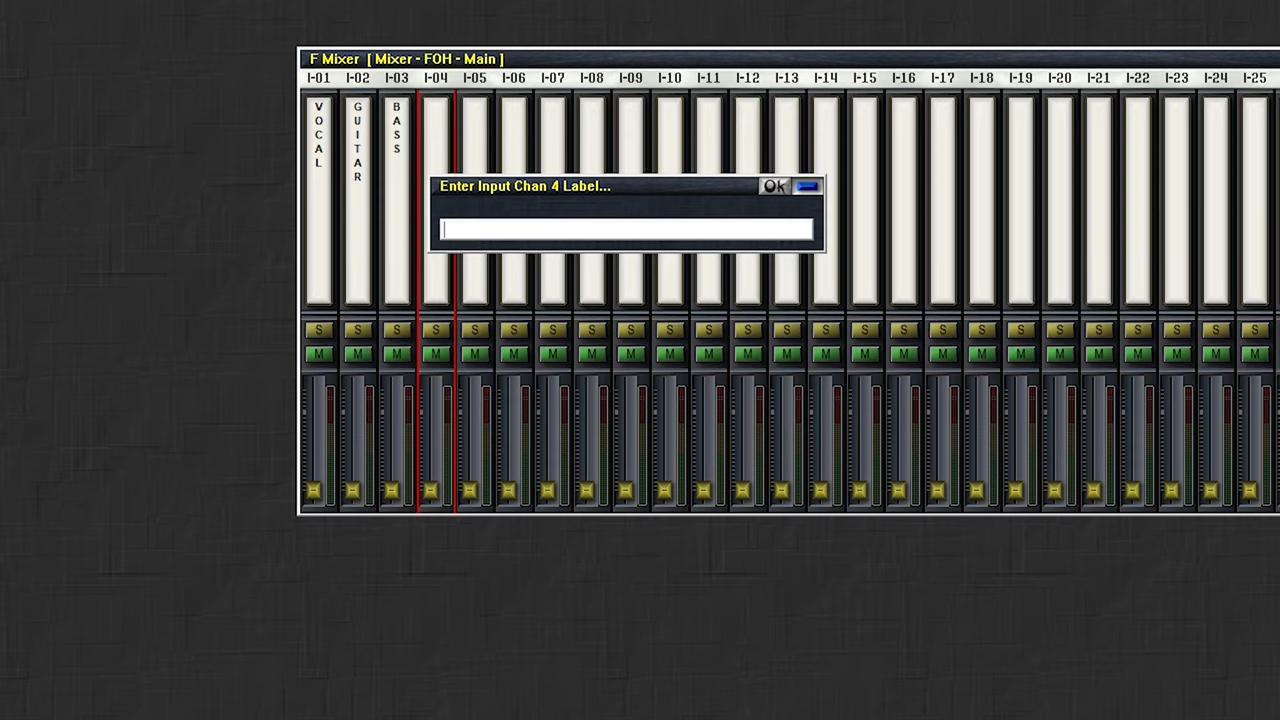 F Mixer [ Mixer - FOH - Main ]
I-01 I-02 I-03 I-04 I-05 I-06 I-07 I-08 I-09 I-10 I-11 I-12 I-13 I-14 I-15 I-16 I-17 I-18 I-19 I-20 I-21 I-22 I-23 I-24 I-25
VOCAL
GUITAR
BASS
Enter Input Chan 4 Label... Ok
S S S S S S S S S S S S S S S S S S S S S S S S S
M M M M M M M M M M M M M M M M M M M M M M M M M